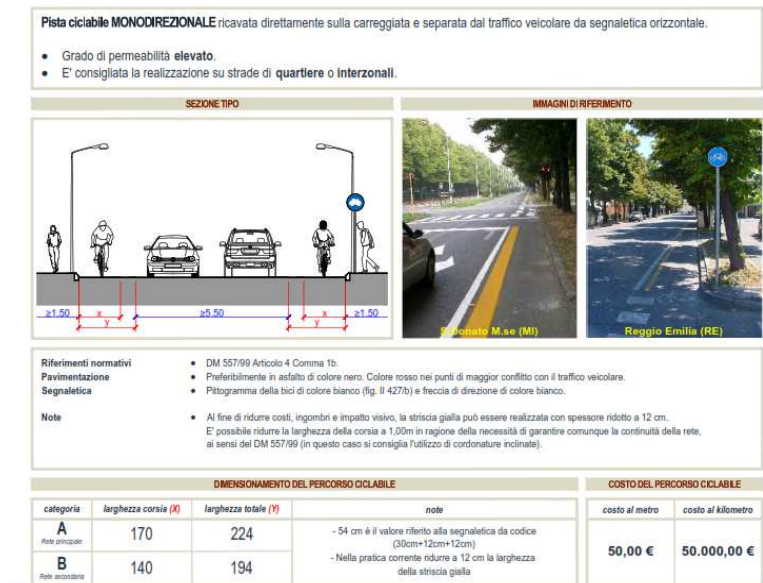 Pista ciclabile MONODIREZIONALE ricavata direttamente sulla carreggiata e separata dal traffico veicolare da segnaletica orizzontale.
● Grado di permeabilità elevato.
● E' consigliata la realizzazione su strade di quartiere o interzonali.
SEZIONE TIPO
IMMAGINI DI RIFERIMENTO
≥1.50
x
≥5.50
x
≥1.50
y
y
S.Donato M.se (MI)
Reggio Emilia (RE)
Riferimenti normativi
● DM 557/99 Articolo 4 Comma 1b.
Pavimentazione
● Preferibilmente in asfalto di colore nero. Colore rosso nei punti di maggior conflitto con il traffico veicolare.
Segnaletica
● Pittogramma della bici di colore bianco (fig. II 427/b) e freccia di direzione di colore bianco.
Note
● Al fine di ridurre costi, ingombri e impatto visivo, la striscia gialla può essere realizzata con spessore ridotto a 12 cm.
E' possibile ridurre la larghezza della corsia a 1,00m in ragione della necessità di garantire comunque la continuità della rete,
ai sensi del DM 557/99 (in questo caso si consiglia l'utilizzo di cordonature inclinate).
DIMENSIONAMENTO DEL PERCORSO CICLABILE
COSTO DEL PERCORSO CICLABILE
categoria
larghezza corsia (X)
larghezza totale (Y)
note
costo al metro
costo al kilometro
A
Rete principale
170
224
- 54 cm è il valore riferito alla segnaletica da codice
(30cm+12cm+12cm)
- Nella pratica corrente ridurre a 12 cm la larghezza
della striscia gialla
50,00 €
50.000,00 €
B
Rete secondaria
140
194